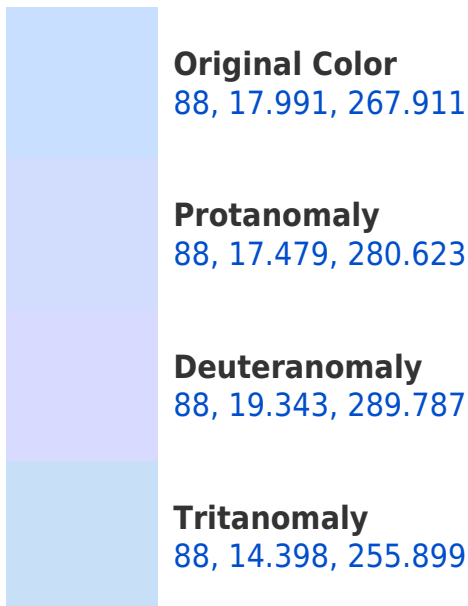 Original Color
88, 17.991, 267.911
Protanomaly
88, 17.479, 280.623
Deuteranomaly
88, 19.343, 289.787
Tritanomaly
88, 14.398, 255.899